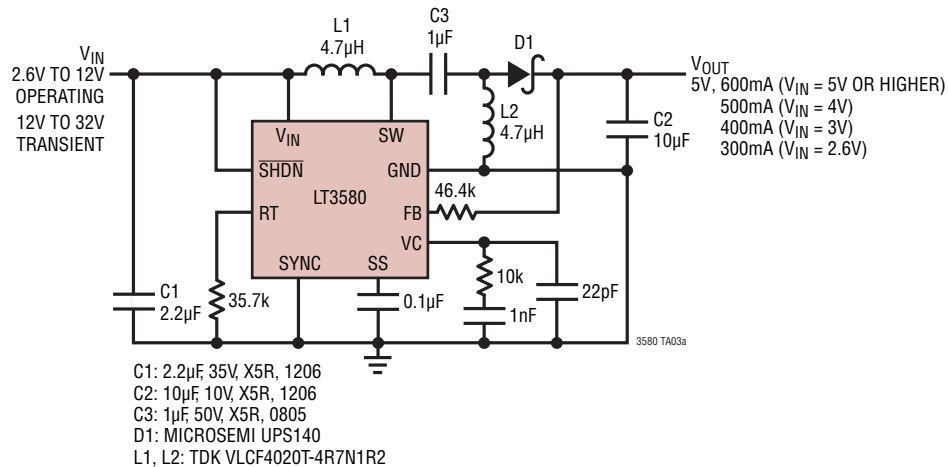 L1
4.7µH
C3
1µF
D1
VIN
2.6V TO 12V
OPERATING
12V TO 32V
TRANSIENT
VOUT
5V, 600mA (VIN = 5V OR HIGHER)
500mA (VIN = 4V)
400mA (VIN = 3V)
300mA (VIN = 2.6V)
L2
4.7µH
C2
10µF
VIN
SW
SHDN
GND
LT3580
46.4k
RT
FB
VC
SYNC
SS
C1
2.2µF
35.7k
0.1µF
10k
1nF
22pF
3580 TA03a
C1: 2.2µF, 35V, X5R, 1206
C2: 10µF, 10V, X5R, 1206
C3: 1µF, 50V, X5R, 0805
D1: MICROSEMI UPS140
L1, L2: TDK VLCF4020T-4R7N1R2